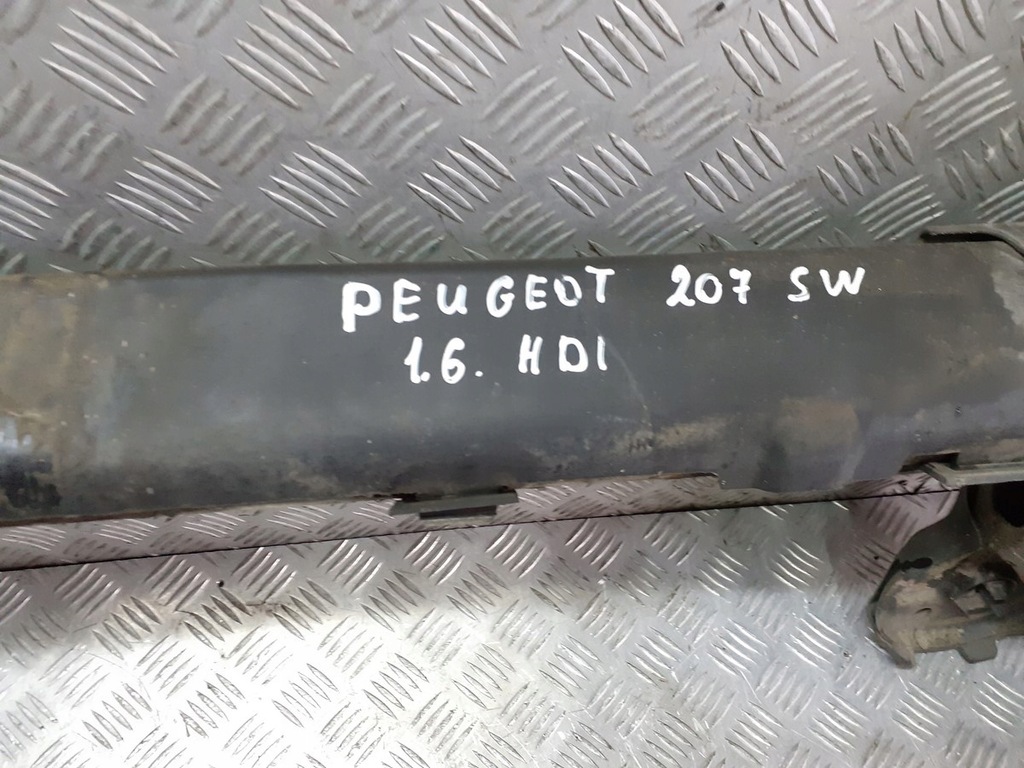 PEUGEOT 207 SW
1.6. HDI